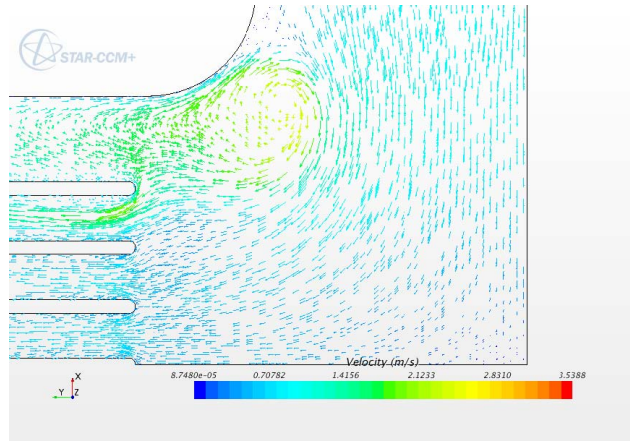 STAR-CCM+
Velocity (m/s)
8.7480e-05 0.70782 1.4156 2.1233 2.8310 3.5388
X
Y
Z